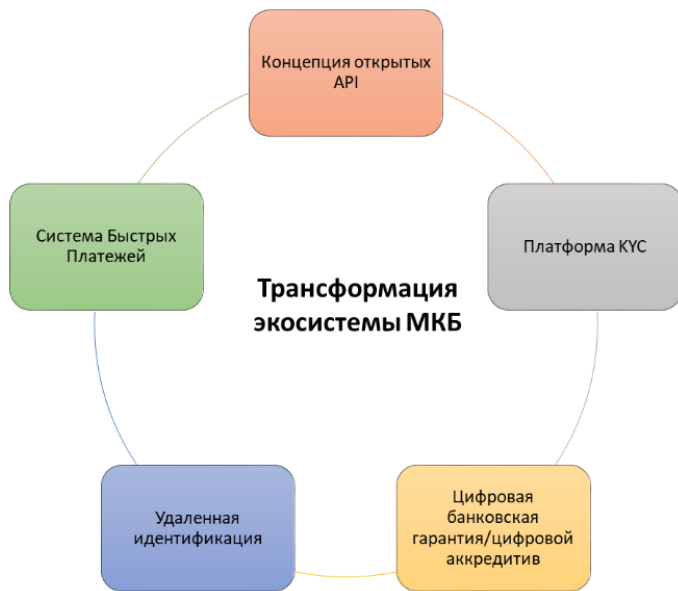 Концепция открытых
API
Система Быстрых
Платежей
Платформа KYC
Трансформация
экосистемы МКБ
Удаленная
идентификация
Цифровая
банковская
гарантия/цифровой
аккредитив